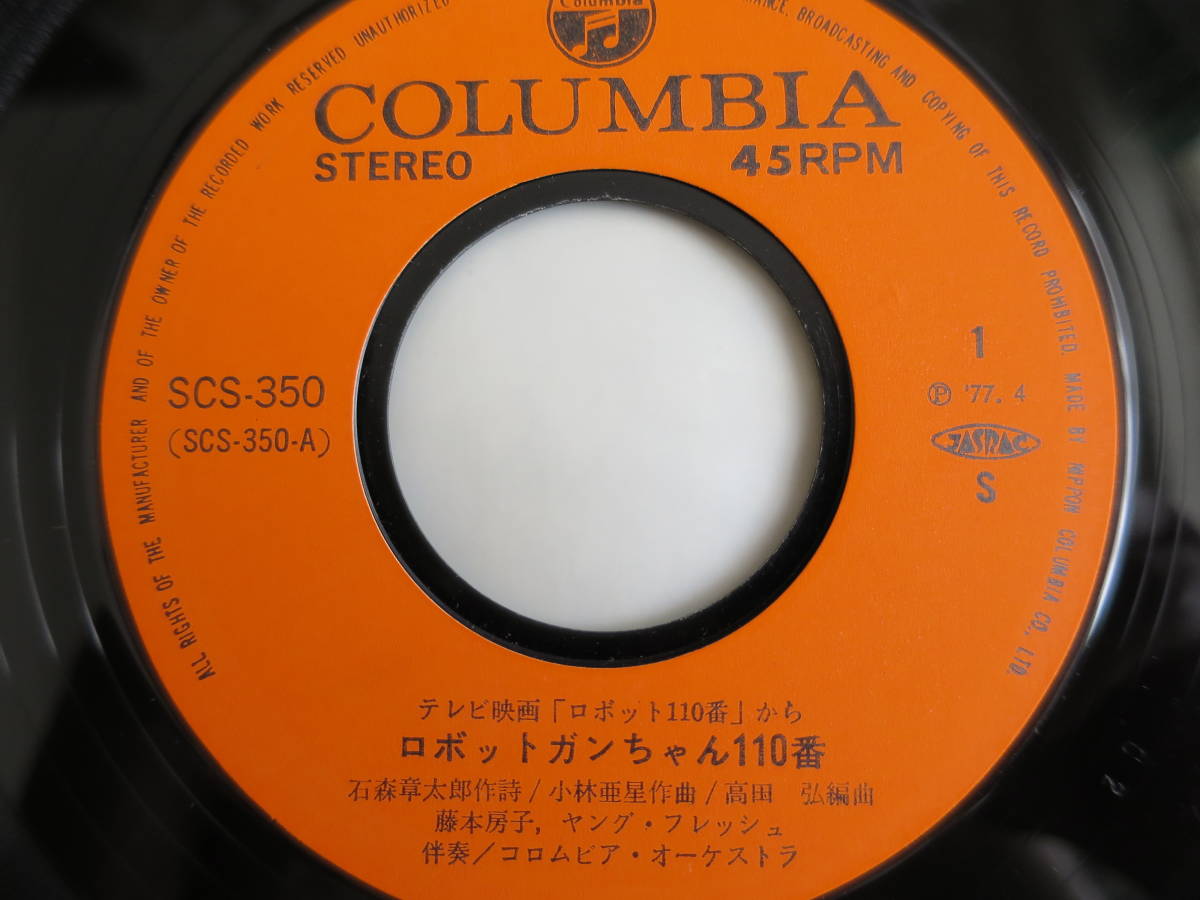 Columbia
ALL RIGHTS OF THE MANUFACTURER AND OF THE OWNER OF THE RECORDED WORK RESERVED UNAUTHORIZED
MANCE, BROADCASTING AND COPYING OF THIS RECORD PROHIBITED. MADE BY NIPPON COLUMBIA CO., LTD.
COLUMBIA
STEREO 45RPM
1
SCS-350 Ⓟ '77. 4
(SCS-350-A) JASRAC
S
テレビ映画「ロボット110番」から
ロボットガンちゃん110番
石森章太郎作詩/小林亜星作曲/高田 弘編曲
藤本房子, ヤング・フレッシュ
伴奏/コロムビア・オーケストラ